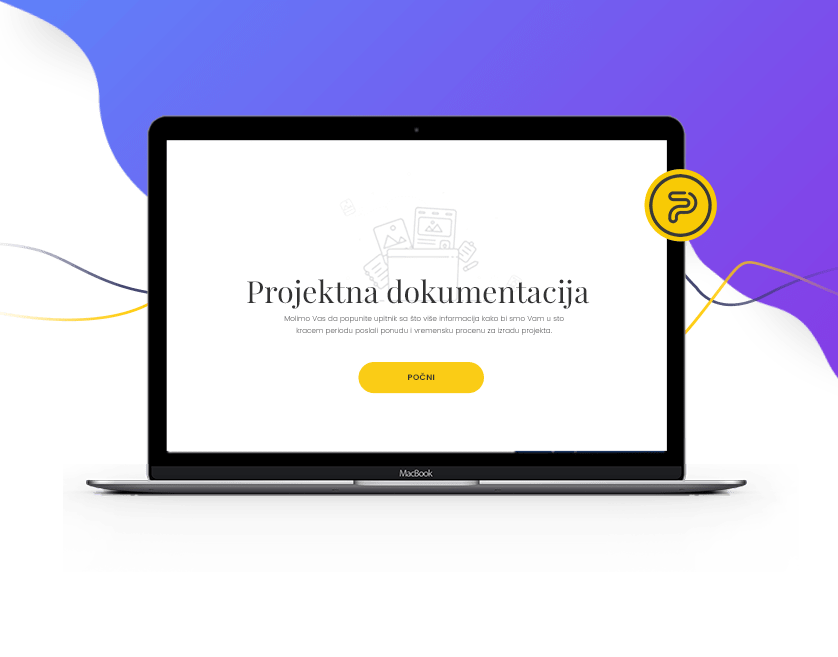 Projektna dokumentacija
Molimo Vas da popunite upitnik sa što više informacija kako bi smo Vam u što
kracem periodu poslali ponudu i vremensku procenu za izradu projekta.
POČNI
MacBook